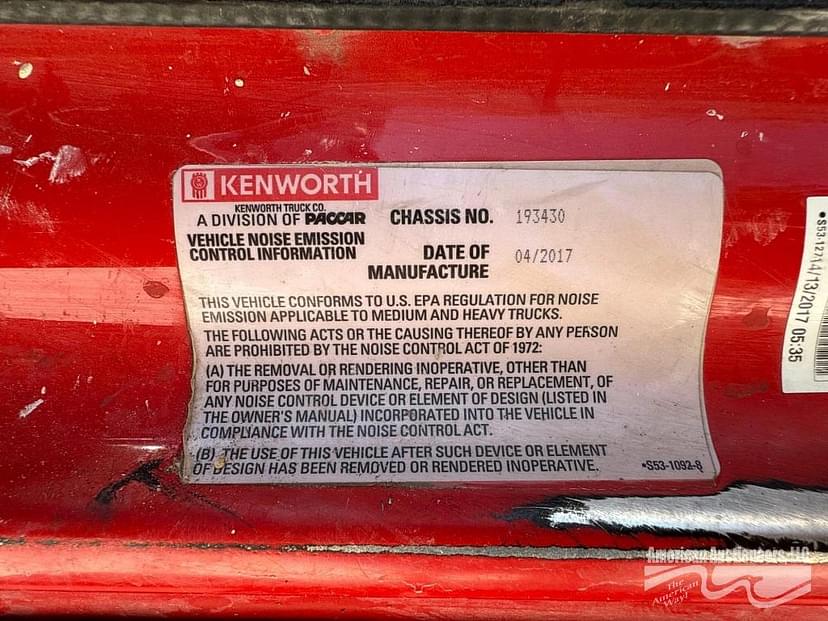 KENWORTH
KENWORTH TRUCK CO.
A DIVISION OF PACCAR
CHASSIS NO. 193430
VEHICLE NOISE EMISSION
CONTROL INFORMATION
DATE OF
MANUFACTURE
04/2017
THIS VEHICLE CONFORMS TO U.S. EPA REGULATION FOR NOISE
EMISSION APPLICABLE TO MEDIUM AND HEAVY TRUCKS.
THE FOLLOWING ACTS OR THE CAUSING THEREOF BY ANY PERSON
ARE PROHIBITED BY THE NOISE CONTROL ACT OF 1972:
(A) THE REMOVAL OR RENDERING INOPERATIVE, OTHER THAN
FOR PURPOSES OF MAINTENANCE, REPAIR, OR REPLACEMENT, OF
ANY NOISE CONTROL DEVICE OR ELEMENT OF DESIGN (LISTED IN
THE OWNER'S MANUAL) INCORPORATED INTO THE VEHICLE IN
COMPLIANCE WITH THE NOISE CONTROL ACT.
(B) THE USE OF THIS VEHICLE AFTER SUCH DEVICE OR ELEMENT
OF DESIGN HAS BEEN REMOVED OR RENDERED INOPERATIVE.
•S53-1092-8
4/13/2017 05:35
American Auctioneers, LLC
The
American
Way!